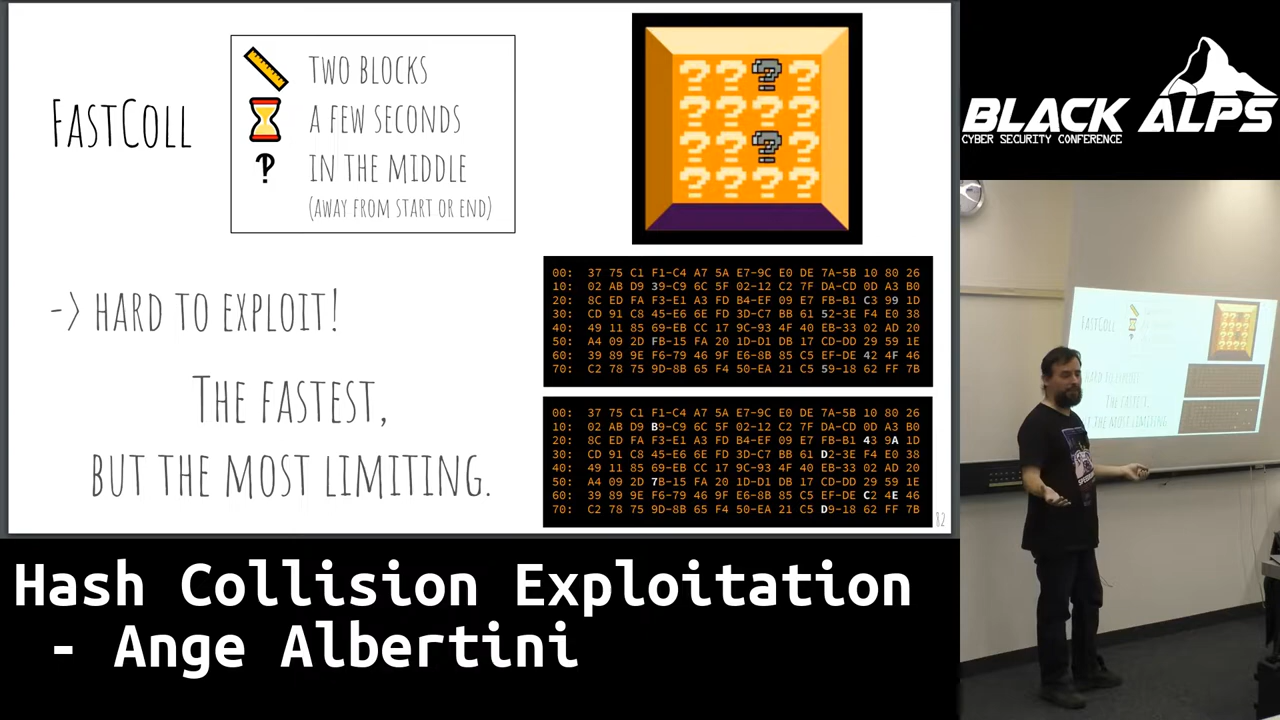 FASTCOLL
TWO BLOCKS
A FEW SECONDS
IN THE MIDDLE
(AWAY FROM START OR END)
-> HARD TO EXPLOIT!
THE FASTEST,
BUT THE MOST LIMITING.
00: 37 75 C1 F1-C4 A7 5A E7-9C E0 DE 7A-5B 10 80 26
10: 02 AB D9 39-C9 6C 5F 02-12 C2 7F DA-CD 0D A3 B0
20: 8C ED FA F3-E1 A3 FD B4-EF 09 E7 FB-B1 C3 99 1D
30: CD 91 C8 45-E6 6E FD 3D-C7 BB 61 52-3E F4 E0 38
40: 49 11 85 69-EB CC 17 9C-93 4F 40 EB-33 02 AD 20
50: A4 09 2D FB-15 FA 20 1D-D1 DB 17 CD-DD 29 59 1E
60: 39 89 9E F6-79 46 9F E6-8B 85 C5 EF-DE 42 4F 46
70: C2 78 75 9D-8B 65 F4 50-EA 21 C5 59-18 62 FF 7B
00: 37 75 C1 F1-C4 A7 5A E7-9C E0 DE 7A-5B 10 80 26
10: 02 AB D9 B9-C9 6C 5F 02-12 C2 7F DA-CD 0D A3 B0
20: 8C ED FA F3-E1 A3 FD B4-EF 09 E7 FB-B1 43 9A 1D
30: CD 91 C8 45-E6 6E FD 3D-C7 BB 61 D2-3E F4 E0 38
40: 49 11 85 69-EB CC 17 9C-93 4F 40 EB-33 02 AD 20
50: A4 09 2D 7B-15 FA 20 1D-D1 DB 17 CD-DD 29 59 1E
60: 39 89 9E F6-79 46 9F E6-8B 85 C5 EF-DE C2 4E 46
70: C2 78 75 9D-8B 65 F4 50-EA 21 C5 D9-18 62 FF 7B
82
BLACK ALPS
CYBER SECURITY CONFERENCE
FASTCOLL
HARD TO EXPLOIT
THE FASTEST,
THE MOST LIMITING
Hash Collision Exploitation
- Ange Albertini